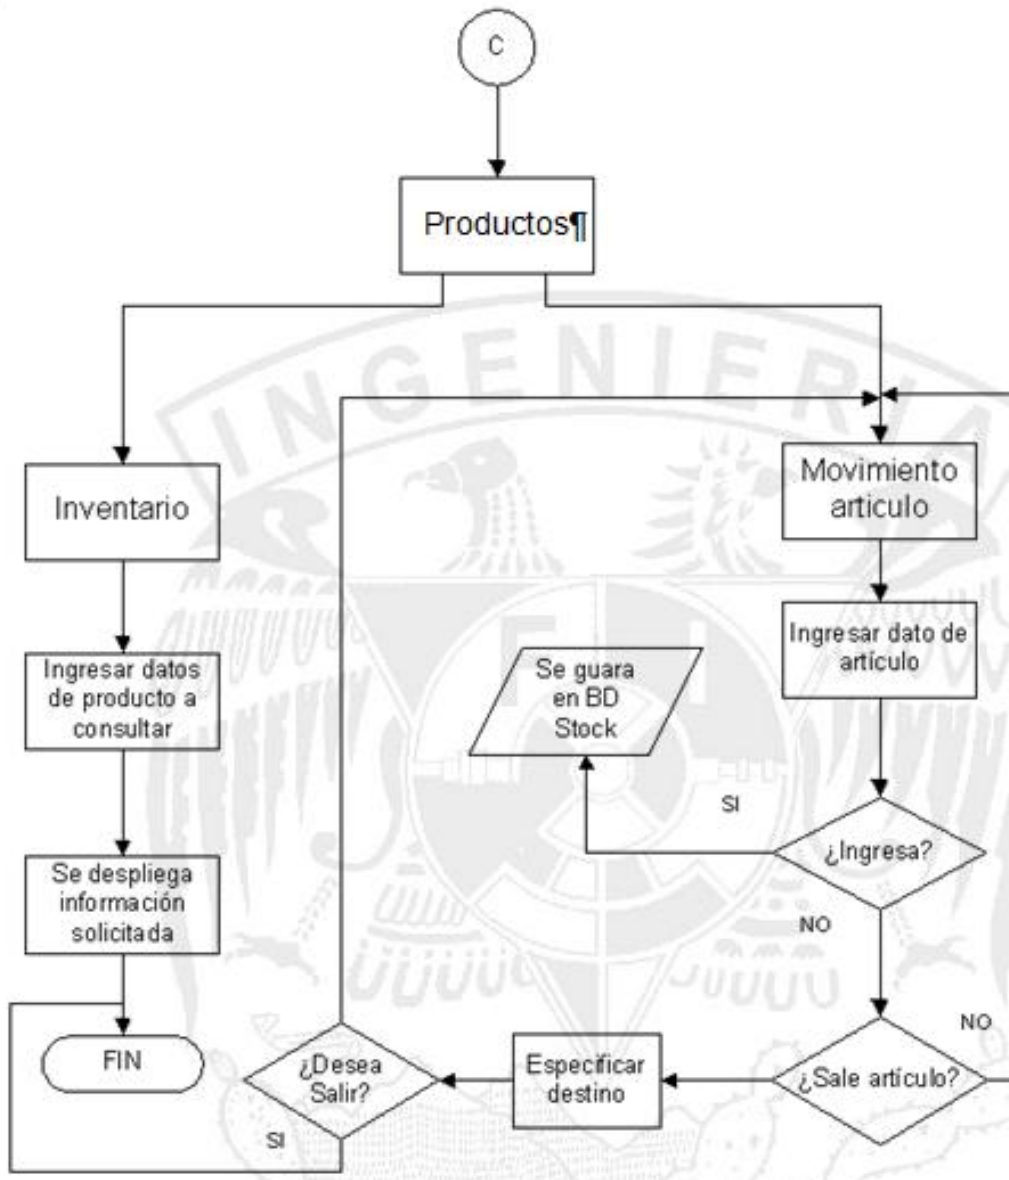 C
Productos¶
INGENIERIA
Inventario
Movimiento
articulo
Ingresar datos
de producto a
consultar
Ingresar dato de
artículo
Se guara
en BD
Stock
F I
SI
¿Ingresa?
NO
Se despliega
información
solicitada
FIN
¿Desea
Salir?
SI
Especificar
destino
¿Sale artículo?
NO